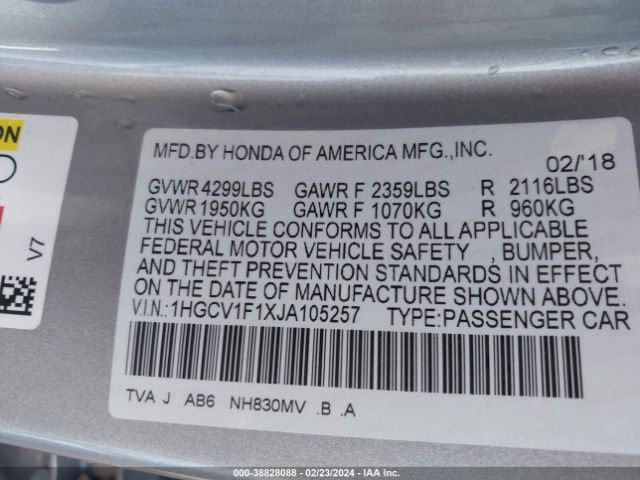 ON
V7
MFD.BY HONDA OF AMERICA MFG.,INC. 02/'18
GVWR 4299LBS GAWR F 2359LBS R 2116LBS
GVWR 1950KG GAWR F 1070KG R 960KG
THIS VEHICLE CONFORMS TO ALL APPLICABLE
FEDERAL MOTOR VEHICLE SAFETY , BUMPER,
AND THEFT PREVENTION STANDARDS IN EFFECT
ON THE DATE OF MANUFACTURE SHOWN ABOVE.
V.I.N.:1HGCV1F1XJA105257 TYPE:PASSENGER CAR
TVA J AB6 NH830MV .B .A
000-38828088 — 02/23/2024 — IAA Inc.